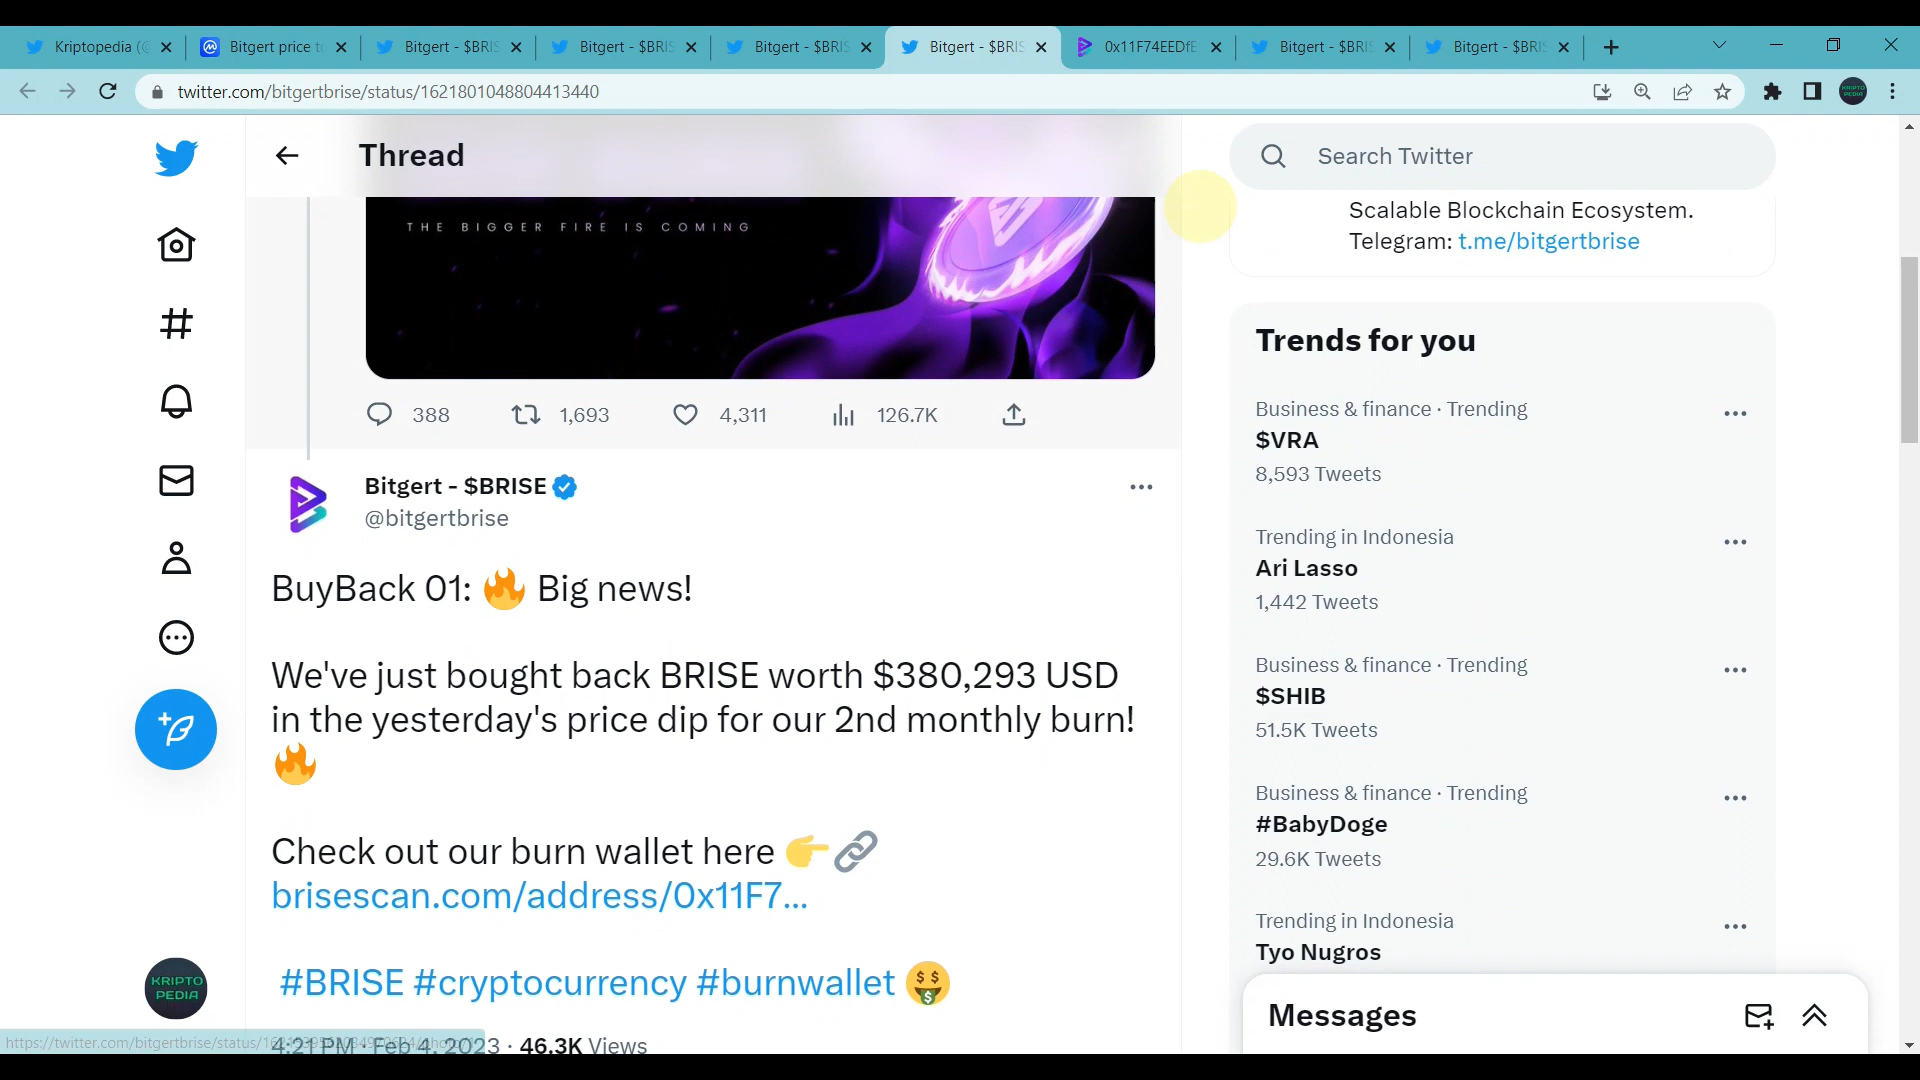 Kriptopedia (@
Bitgert price to
Bitgert - $BRIS
Bitgert - $BRIS
Bitgert - $BRIS
Bitgert - $BRIS
0x11F74EEDfE
Bitgert - $BRIS
Bitgert - $BRIS
twitter.com/bitgertbrise/status/1621801048804413440
Thread
Search Twitter
THE BIGGER FIRE IS COMING
Scalable Blockchain Ecosystem.
Telegram: t.me/bitgertbrise
388 1,693 4,311 126.7K
Bitgert - $BRISE
@bitgertbrise
BuyBack 01: 🔥 Big news!
We've just bought back BRISE worth $380,293 USD
in the yesterday's price dip for our 2nd monthly burn!
🔥
Check out our burn wallet here 👉🔗
brisescan.com/address/0x11F7...
#BRISE #cryptocurrency #burnwallet 🤑
4:21 PM · Feb 4, 2023 · 46.3K Views
Trends for you
Business & finance · Trending
$VRA
8,593 Tweets
Trending in Indonesia
Ari Lasso
1,442 Tweets
Business & finance · Trending
$SHIB
51.5K Tweets
Business & finance · Trending
#BabyDoge
29.6K Tweets
Trending in Indonesia
Tyo Nugros
Messages
KRIPTO
PEDIA